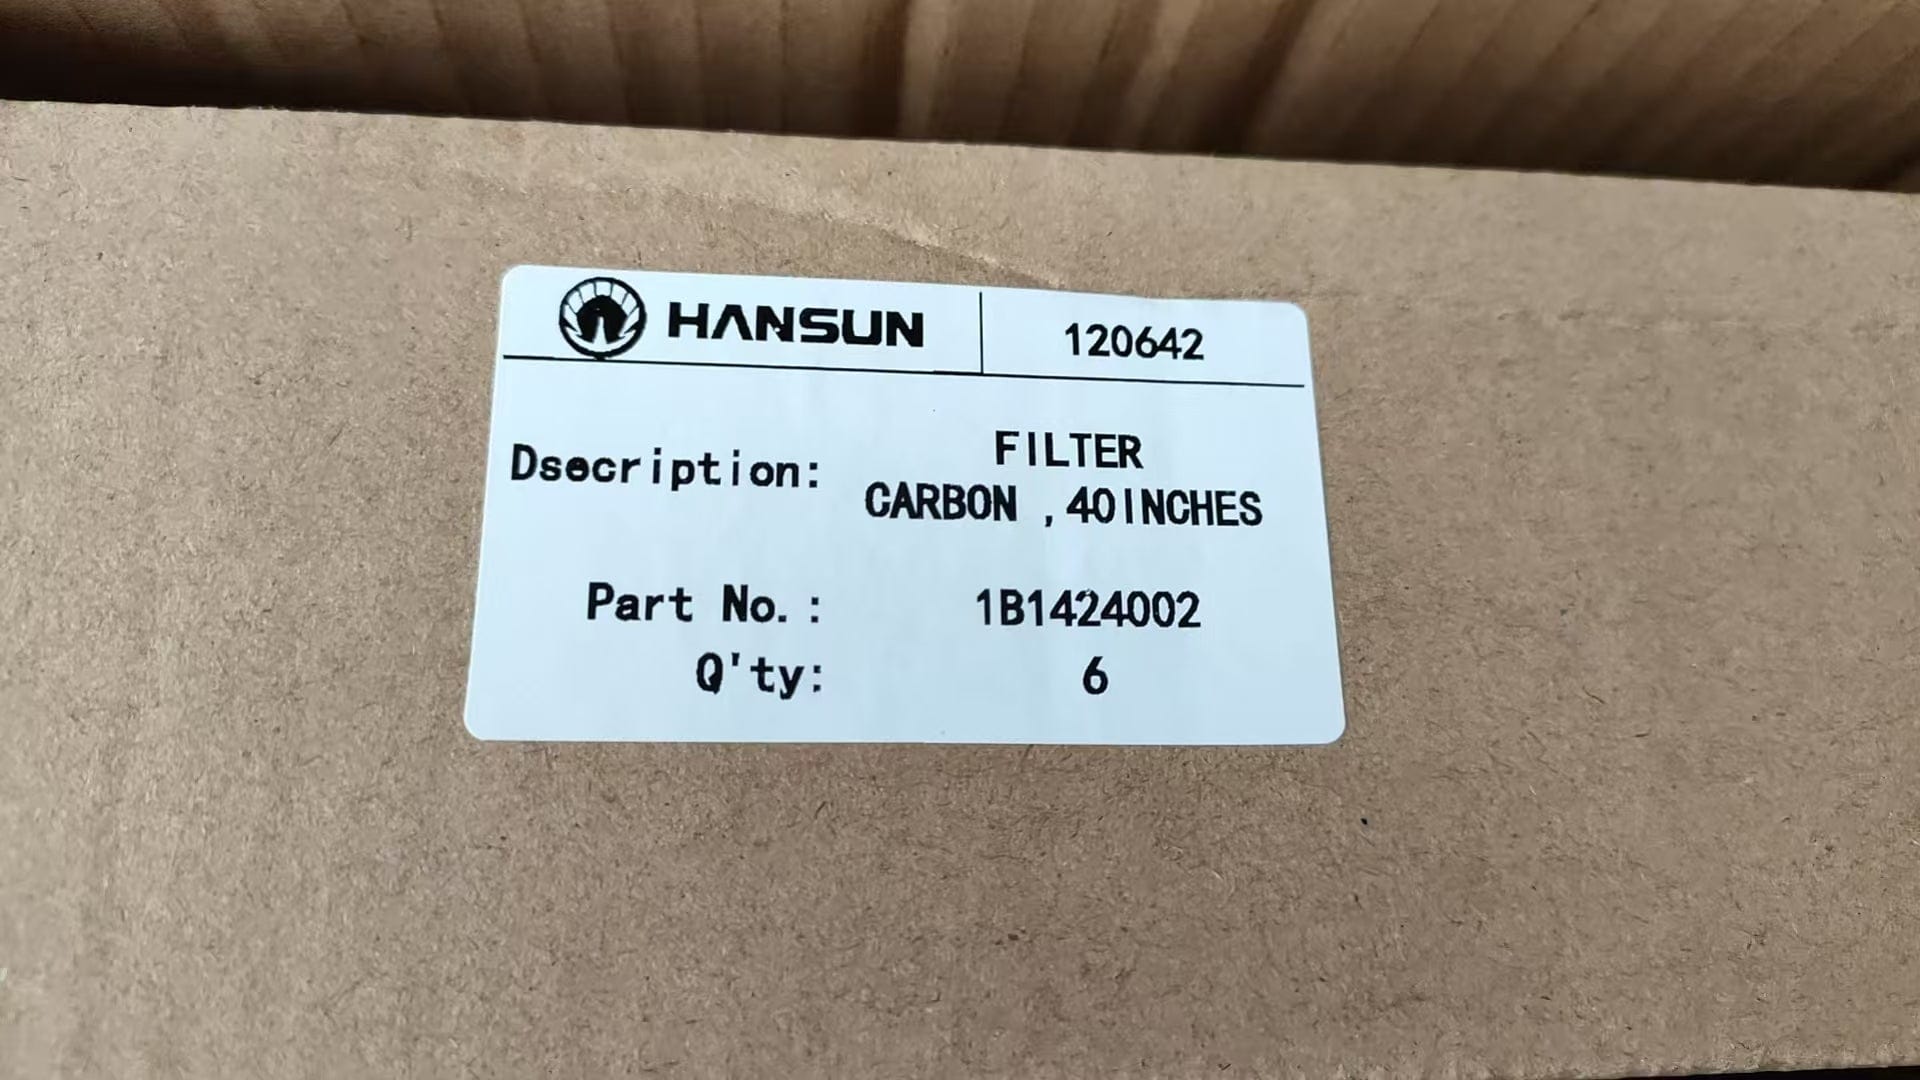 HANSUN 120642
Dsecription: FILTER
CARBON ,40INCHES
Part No.: 1B1424002
Q'ty: 6